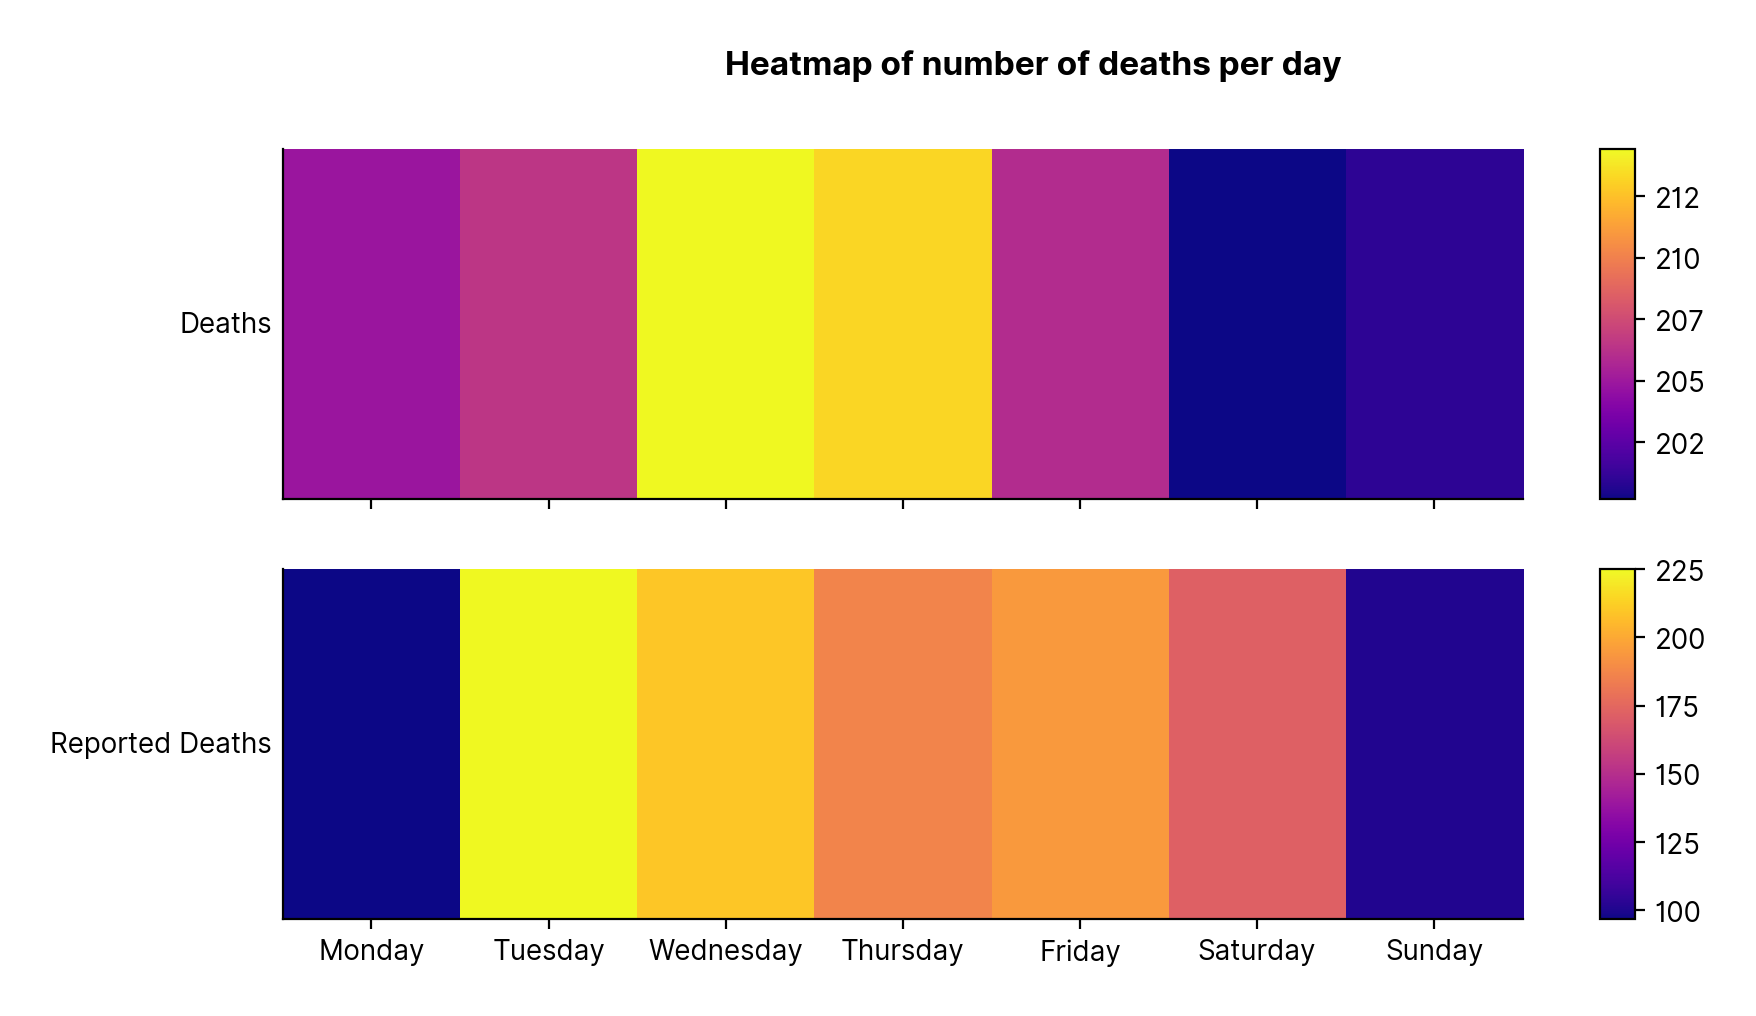 Heatmap of number of deaths per day
Deaths
212
210
207
205
202
Reported Deaths
225
200
175
150
125
100
Monday Tuesday Wednesday Thursday Friday Saturday Sunday